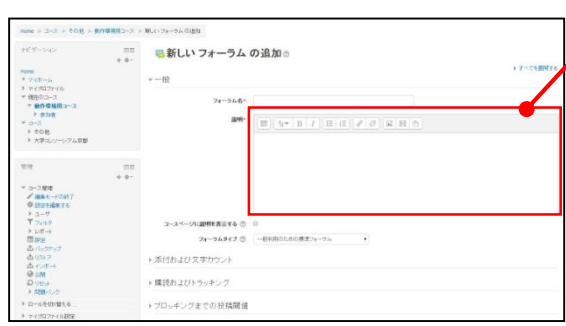 Home > コース > その他 > 動作環境用コース > 新しいフォーラムの追加
ナビゲーション
Home
マイホーム
マイプロファイル
現在のコース
動作環境用コース
参加者
コース
その他
大学コンソーシアム京都
管理
コース管理
編集モードの終了
設定を編集する
ユーザ
フィルタ
レポート
評定
バックアップ
リストア
インポート
公開
リセット
問題バンク
ロールを切り替える...
マイプロファイル設定
新しい フォーラム の追加
すべてを展開する
一般
フォーラム名*
説明*
コースページに説明を表示する
フォーラムタイプ
一般利用のための標準フォーラム
添付および文字カウント
購読およびトラッキング
ブロッキングまでの投稿閾値